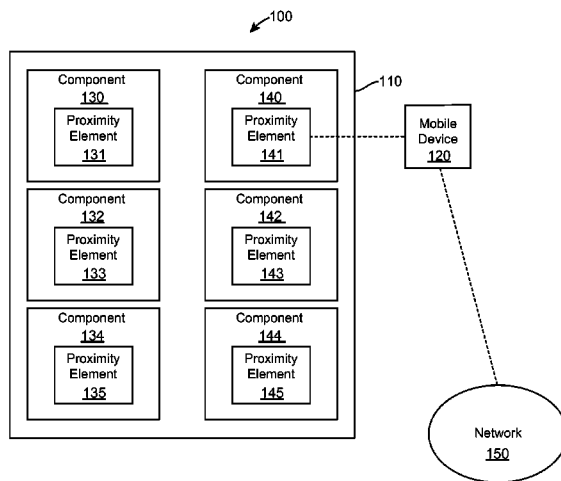 100
110
Component
130
Proximity
Element
131
Component
140
Proximity
Element
141
Mobile
Device
120
Component
132
Proximity
Element
133
Component
142
Proximity
Element
143
Component
134
Proximity
Element
135
Component
144
Proximity
Element
145
Network
150